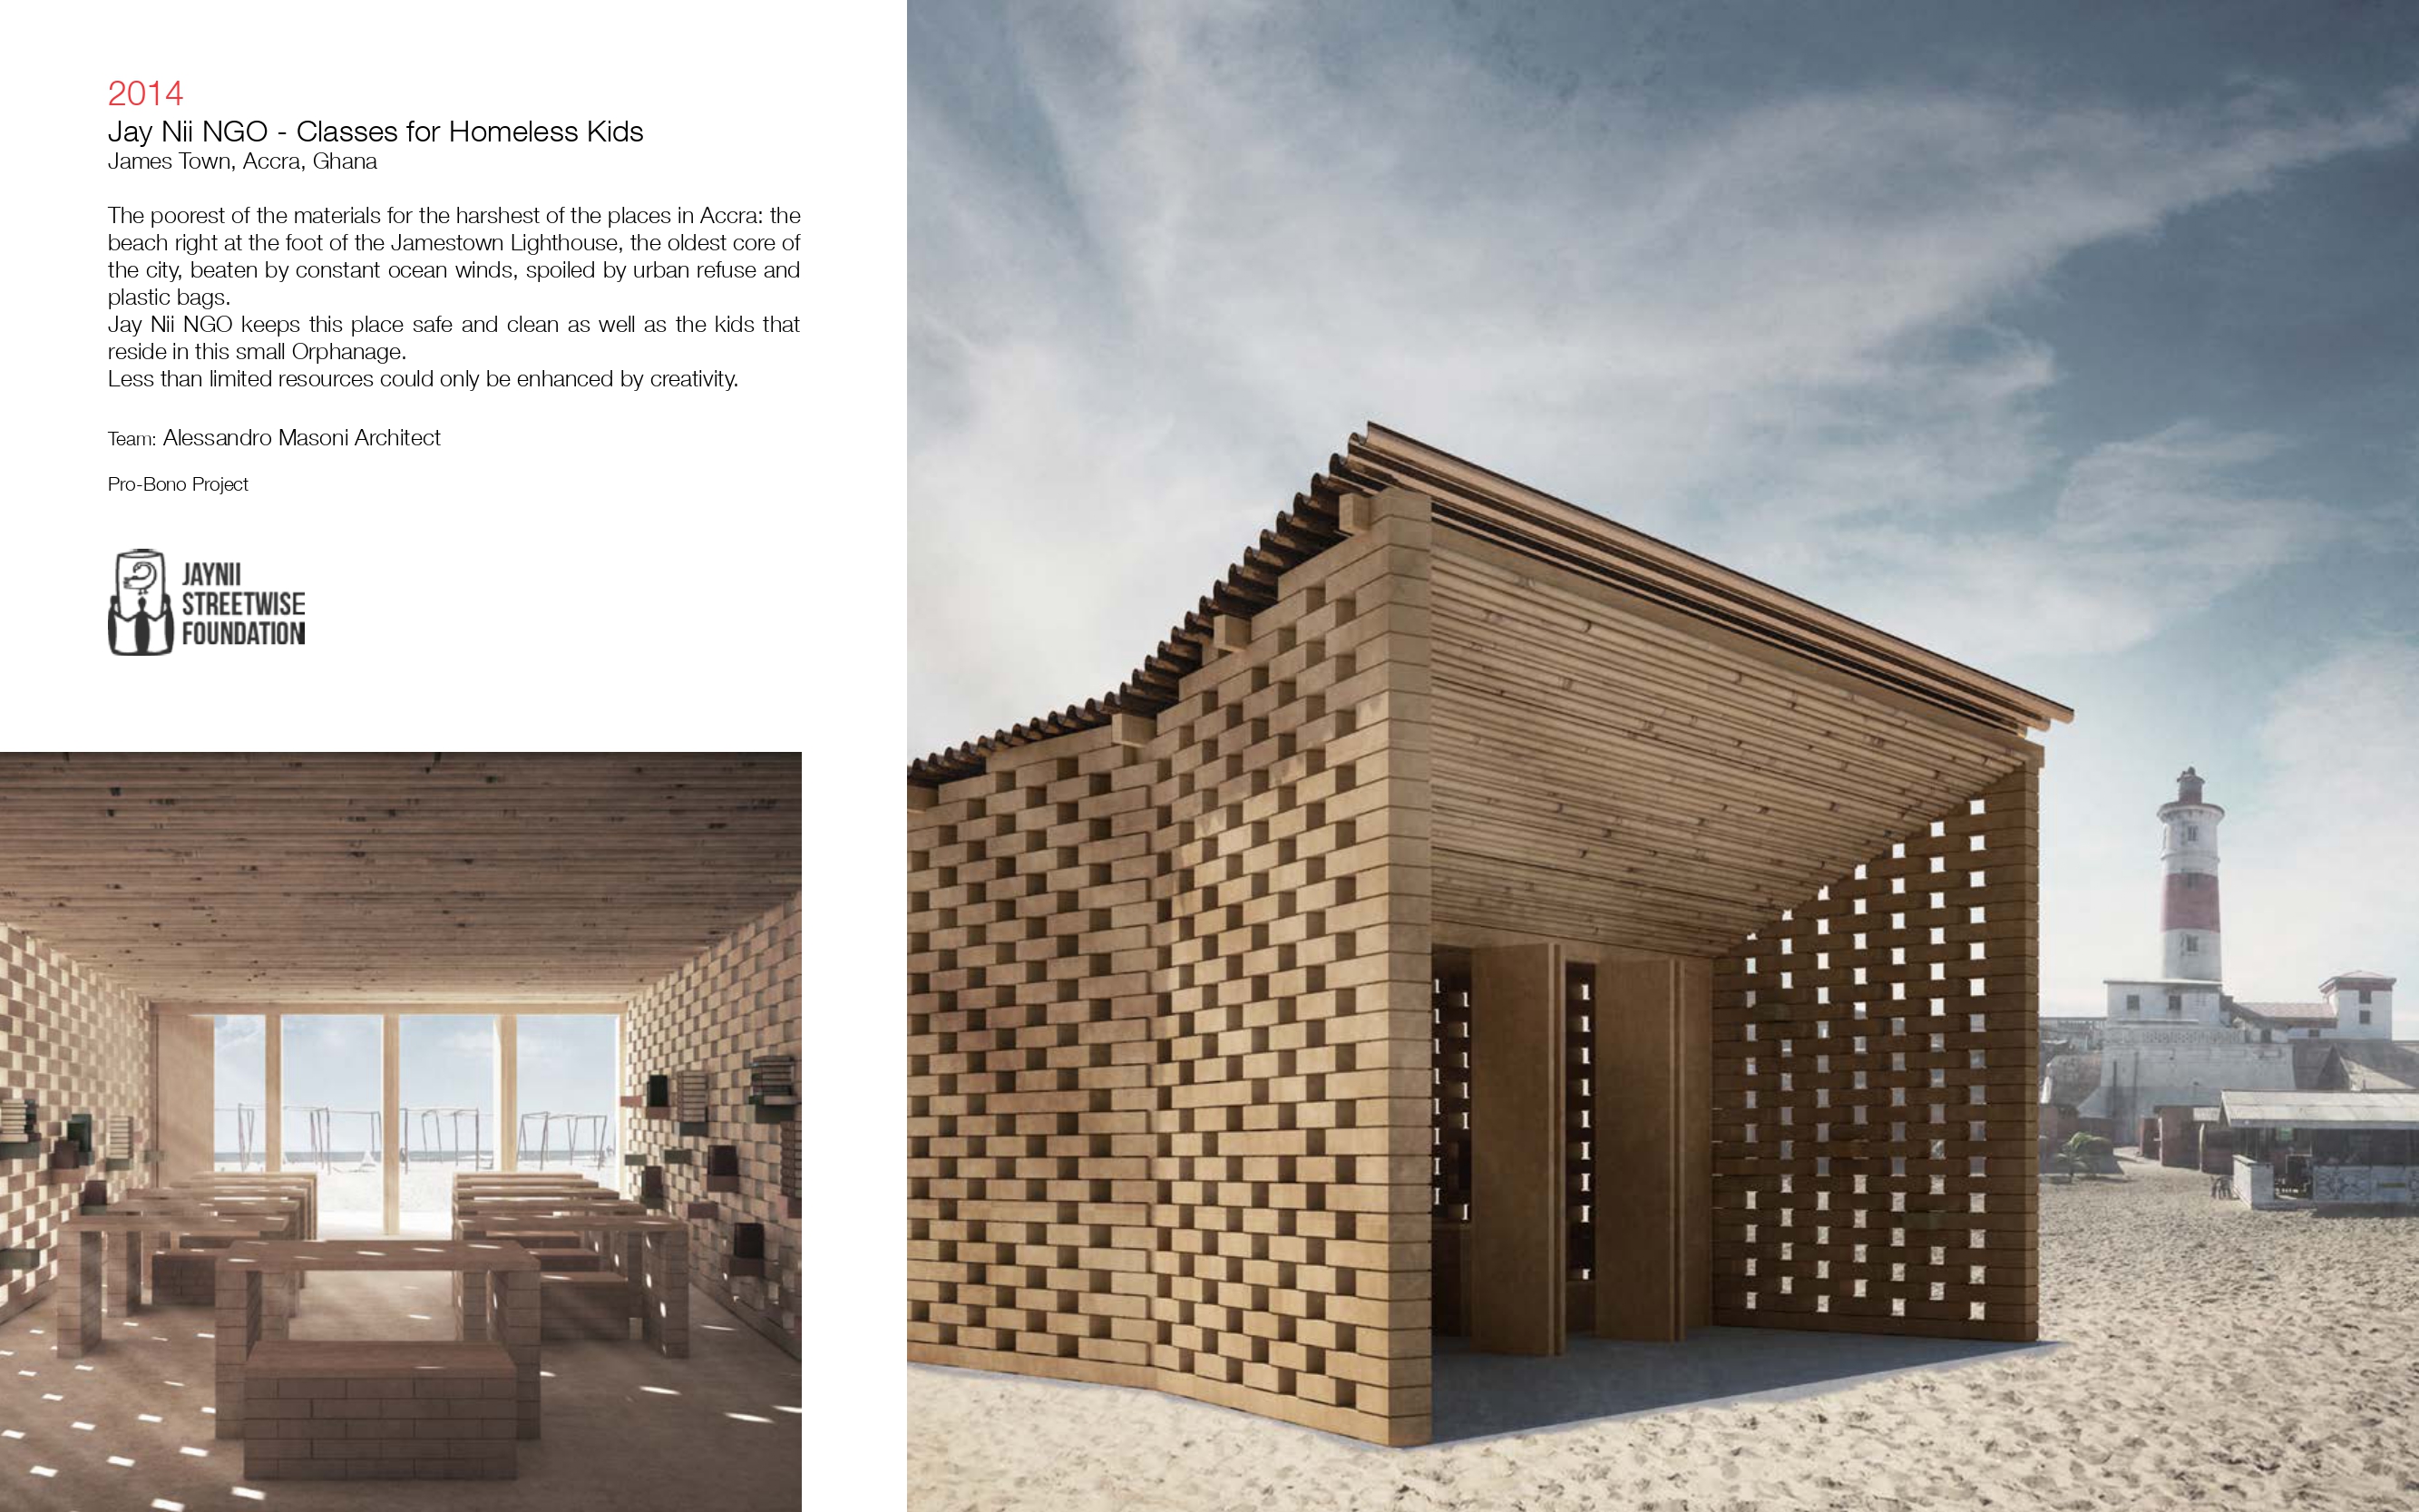 2014
Jay Nii NGO - Classes for Homeless Kids
James Town, Accra, Ghana
The poorest of the materials for the harshest of the places in Accra: the
beach right at the foot of the Jamestown Lighthouse, the oldest core of
the city, beaten by constant ocean winds, spoiled by urban refuse and
plastic bags.
Jay Nii NGO keeps this place safe and clean as well as the kids that
reside in this small Orphanage.
Less than limited resources could only be enhanced by creativity.
Team: Alessandro Masoni Architect
Pro-Bono Project
JAYNII
STREETWISE
FOUNDATION